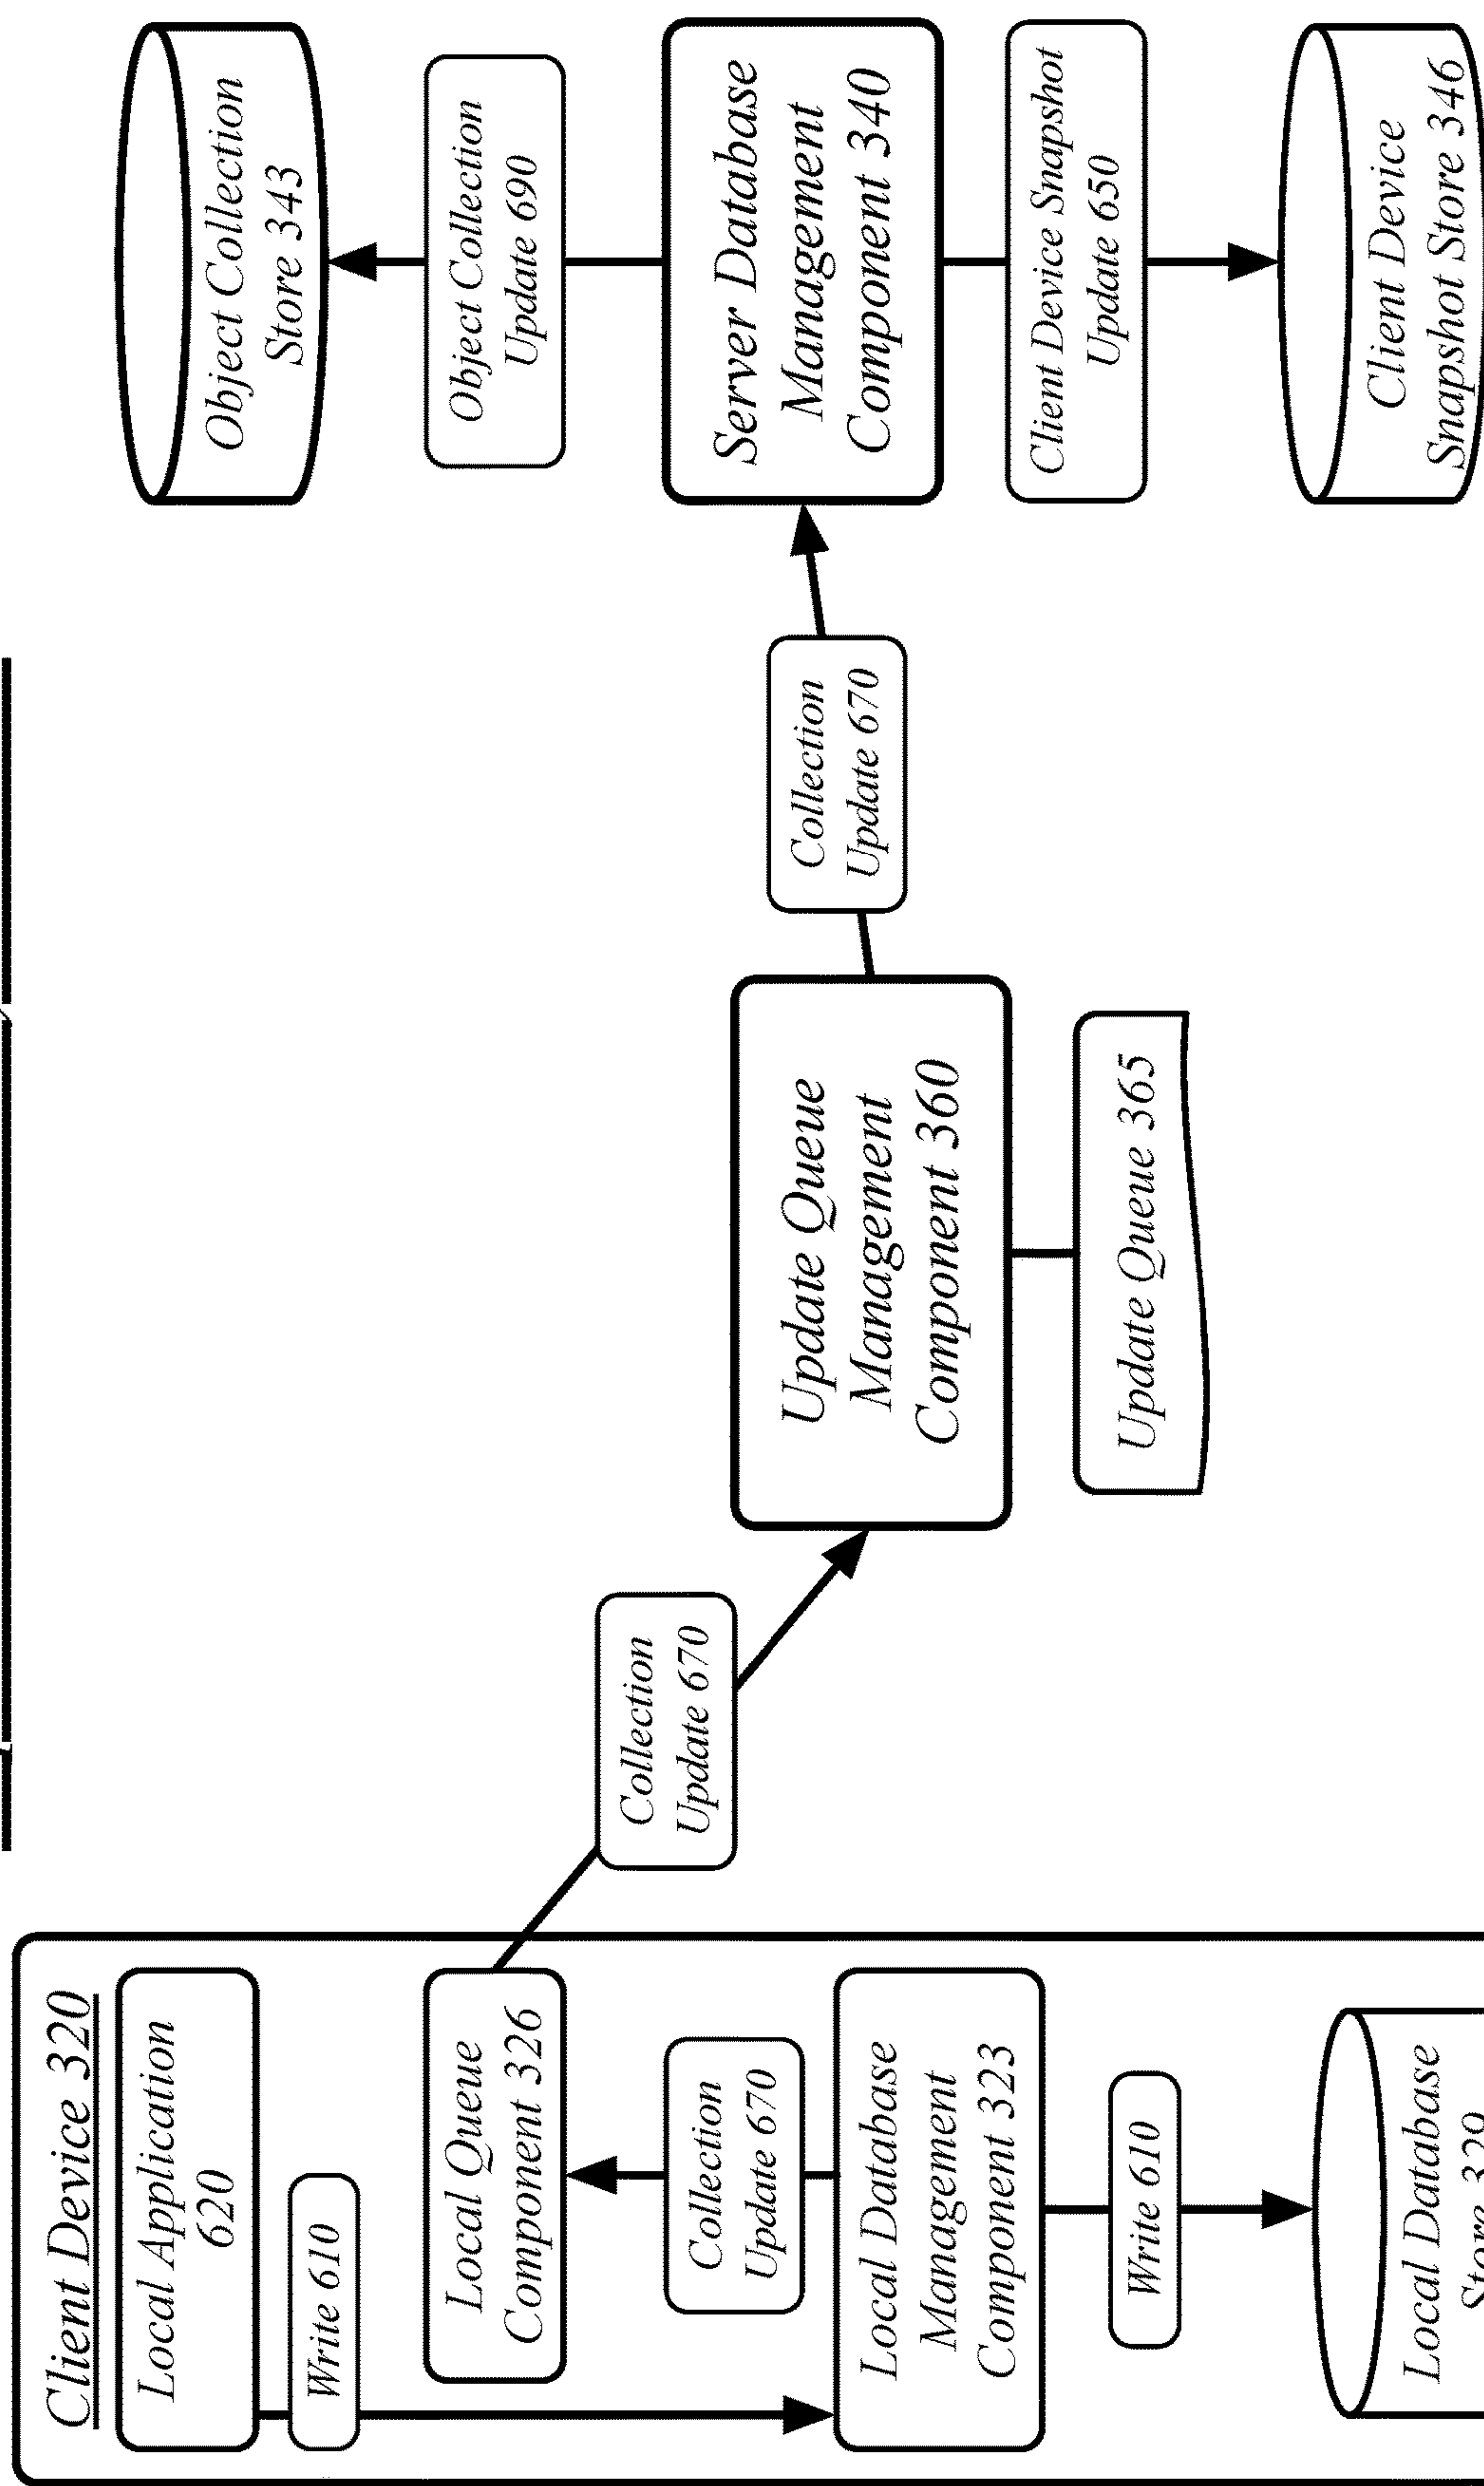 Client Device 320
Local Application
620
Write 610
Local Queue
Component 326
Collection
Update 670
Local Database
Management
Component 323
Write 610
Local Database
Store 329
Collection
Update 670
Update Queue
Management
Component 360
Update Queue 365
Collection
Update 670
Object Collection
Store 343
Object Collection
Update 690
Server Database
Management
Component 340
Client Device Snapshot
Update 650
Client Device
Snapshot Store 346